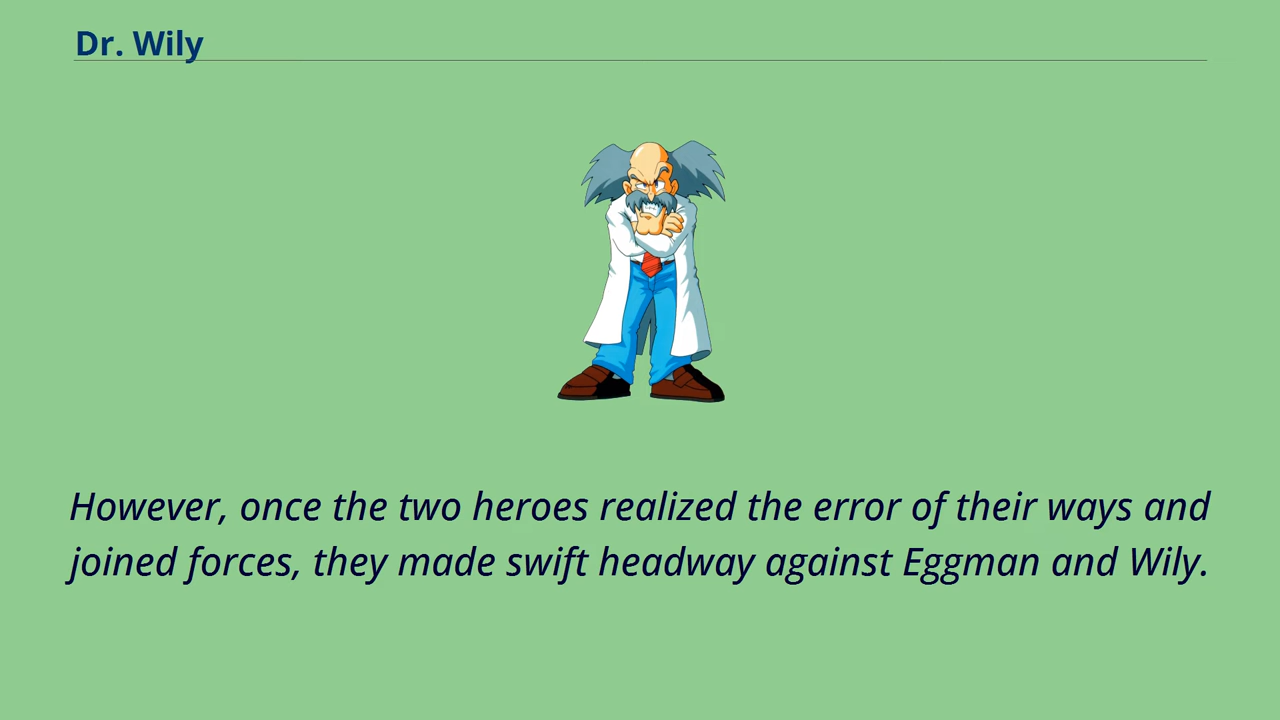 Dr. Wily
However, once the two heroes realized the error of their ways and
joined forces, they made swift headway against Eggman and Wily.